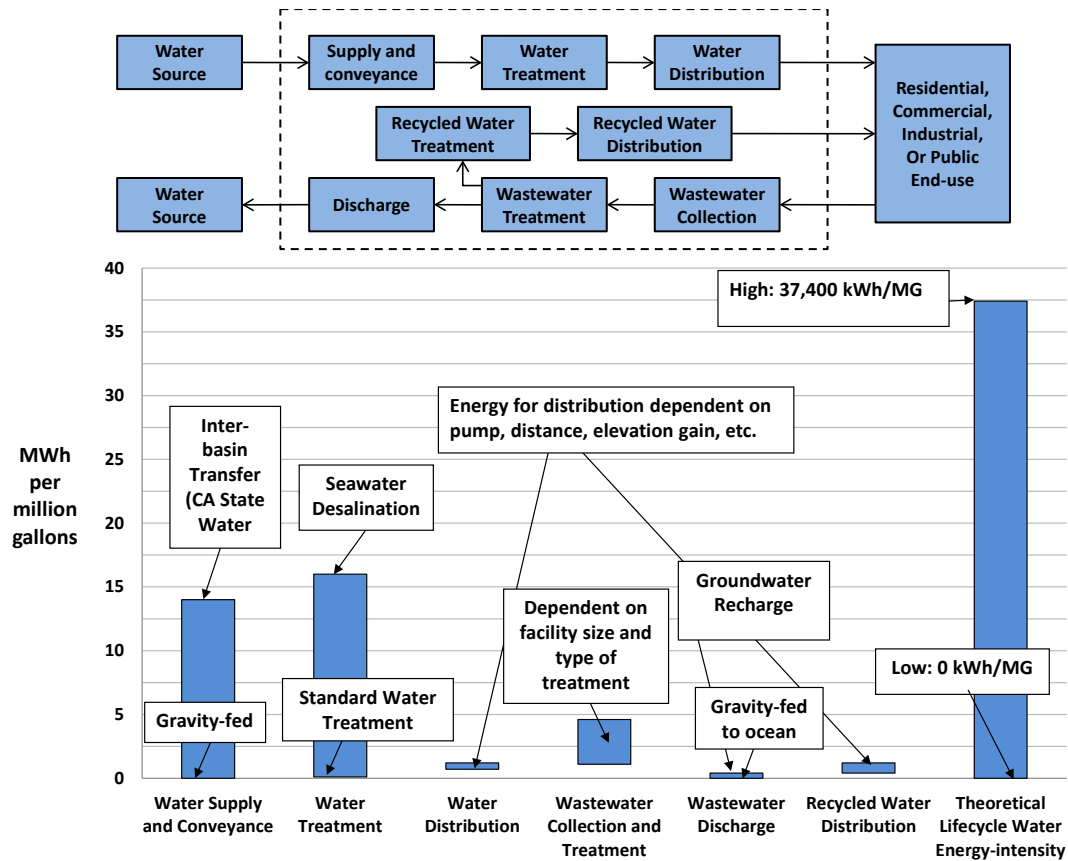 Water
Source
Supply and
conveyance
Water
Treatment
Water
Distribution
Residential,
Commercial,
Industrial,
Or Public
End-use
Recycled Water
Treatment
Recycled Water
Distribution
Water
Source
Discharge
Wastewater
Treatment
Wastewater
Collection
MWh
per
million
gallons
40
35
30
25
20
15
10
5
0
High: 37,400 kWh/MG
Energy for distribution dependent on
pump, distance, elevation gain, etc.
Inter-
basin
Transfer
(CA State
Water
Seawater
Desalination
Groundwater
Recharge
Dependent on
facility size and
type of
treatment
Low: 0 kWh/MG
Standard Water
Treatment
Gravity-fed
Gravity-fed
to ocean
Water Supply
and Conveyance
Water
Treatment
Water
Distribution
Wastewater
Collection and
Treatment
Wastewater
Discharge
Recycled Water
Distribution
Theoretical
Lifecycle Water
Energy-intensity